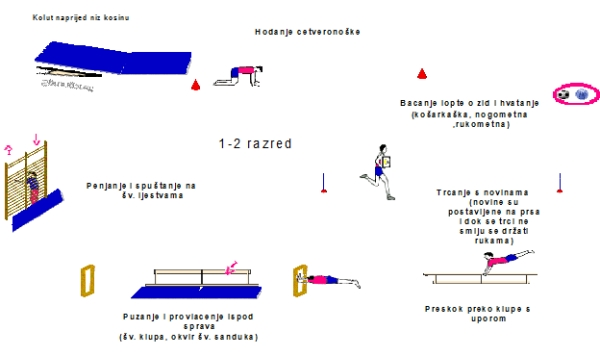 Kolut naprijed niz kosinu
Hodanje cetveronoške
Bacanje lopte o zid i hvatanje
(košarkaška, nogometna
,rukometna)
1-2 razred
Penjanje i spuštanje na
šv. ljestvama
Trcanje s novinama
(novine su
postavljene na prsa
i dok se trci ne
smiju se držati
rukama)
Puzanje i provlacenje ispod
sprava
(šv. klupa, okvir šv. sanduka)
Preskok preko klupe s
uporom